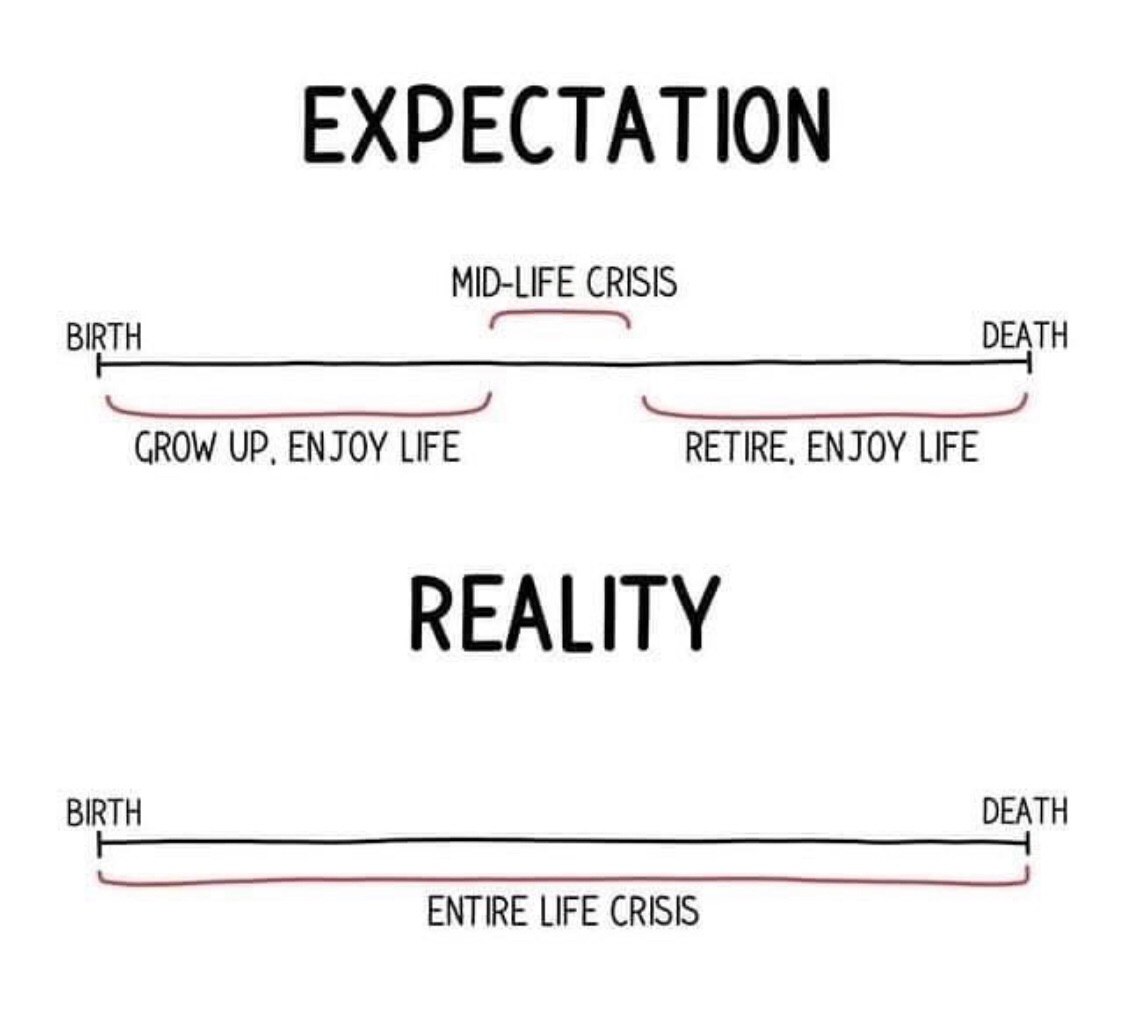 EXPECTATION
MID-LIFE CRISIS
BIRTH
DEATH
GROW UP, ENJOY LIFE
RETIRE, ENJOY LIFE
REALITY
BIRTH
DEATH
ENTIRE LIFE CRISIS